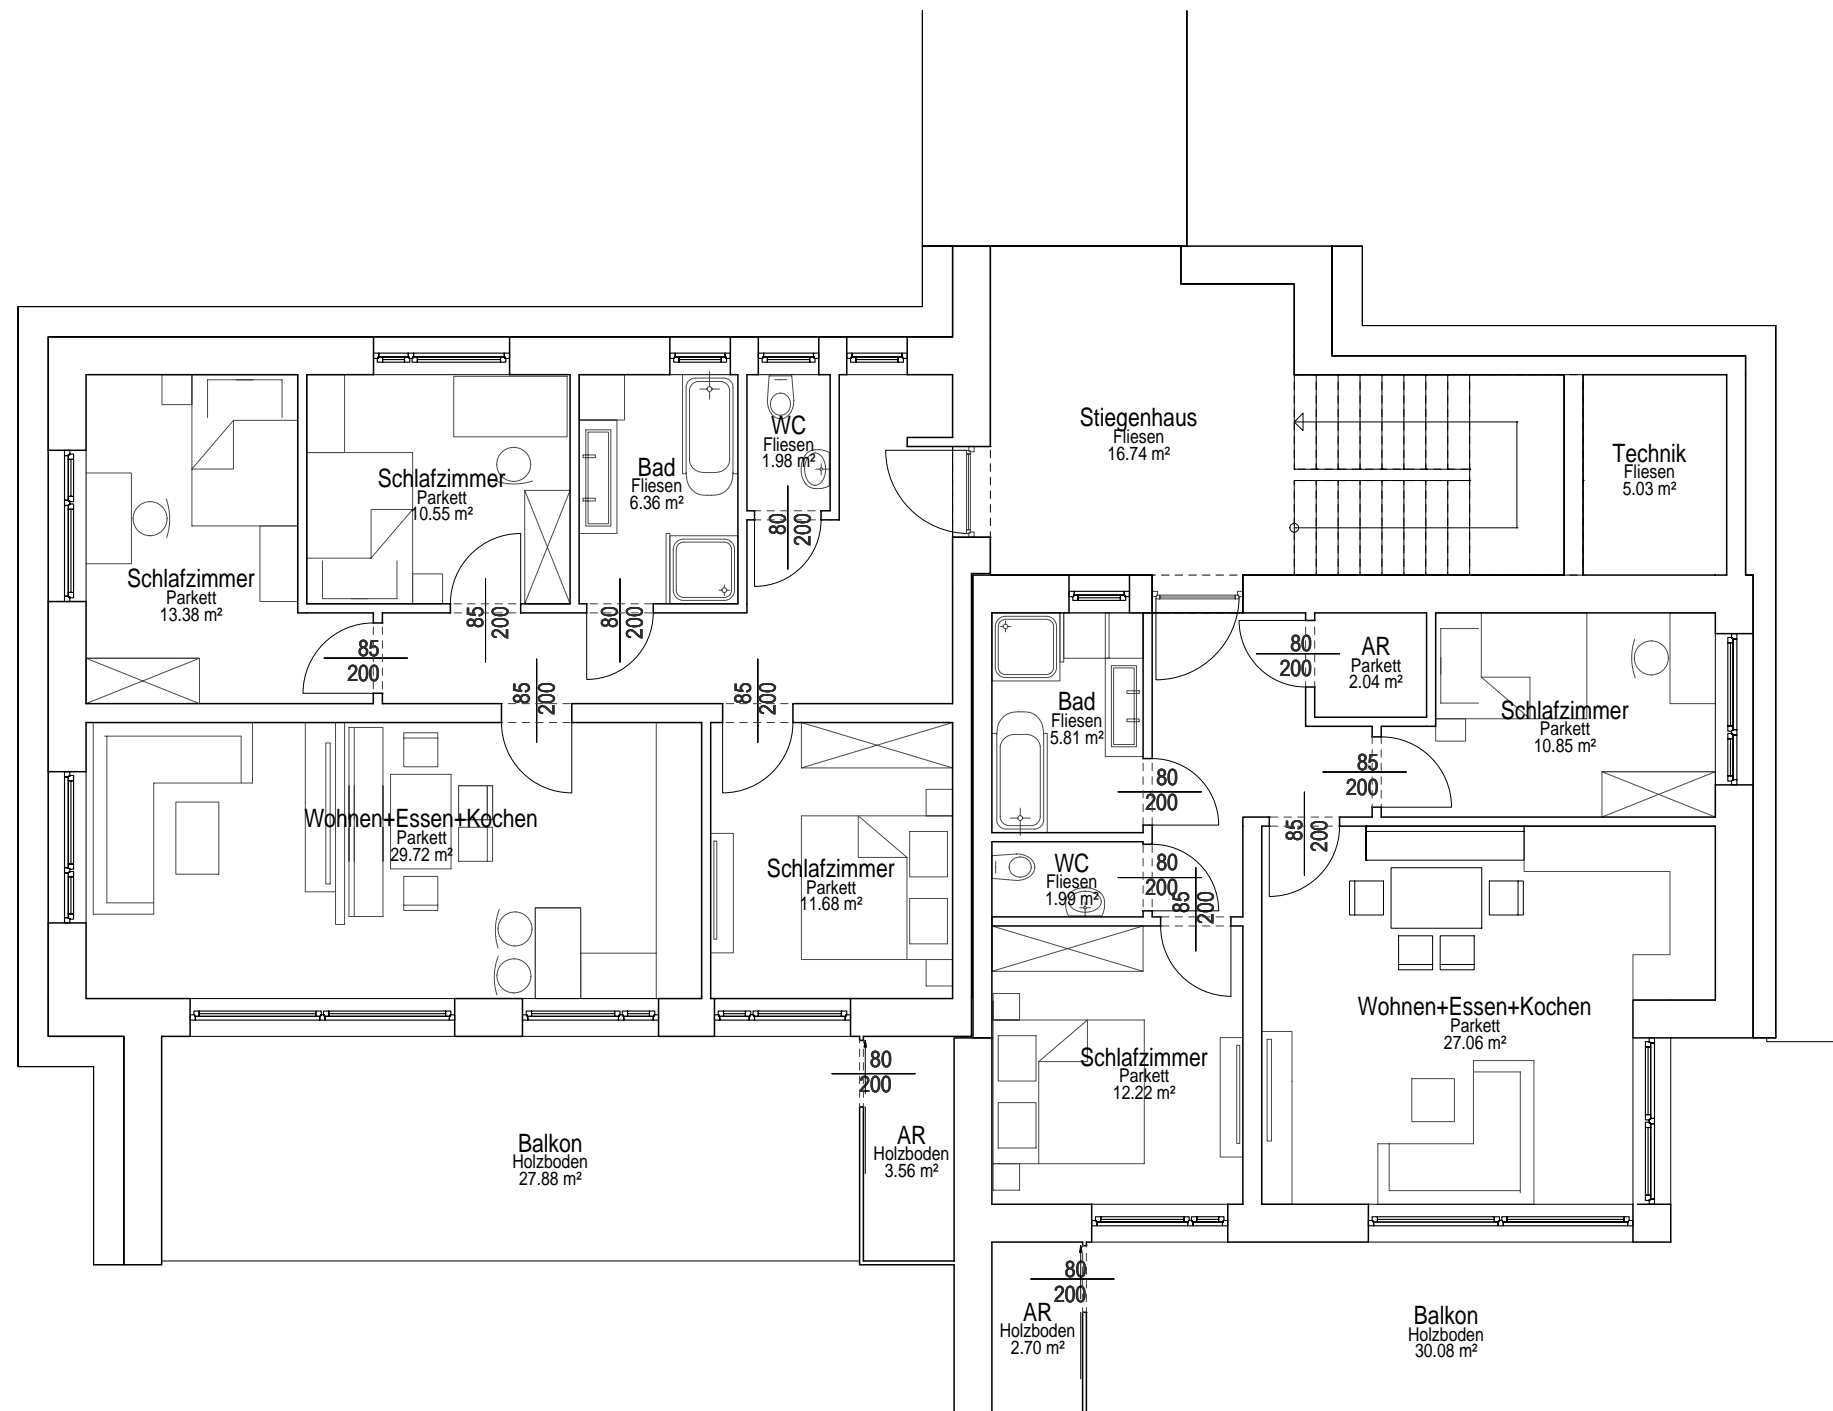 Stiegenhaus
Fliesen
16.74 m²
Technik
Fliesen
5.03 m²
WC
Fliesen
1.98 m²
Schlafzimmer
Parkett
10.55 m²
Bad
Fliesen
6.36 m²
80
200
Schlafzimmer
Parkett
13.38 m²
85
200
80
200
85
200
85
200
85
200
80
200
AR
Parkett
2.04 m²
Bad
Fliesen
5.81 m²
Schlafzimmer
Parkett
10.85 m²
85
200
80
200
Wohnen+Essen+Kochen
Parkett
29.72 m²
85
200
Schlafzimmer
Parkett
11.68 m²
WC
Fliesen
1.99 m²
80
200
85
200
Wohnen+Essen+Kochen
Parkett
27.06 m²
Schlafzimmer
Parkett
12.22 m²
80
200
Balkon
Holzboden
27.88 m²
AR
Holzboden
3.56 m²
80
200
AR
Holzboden
2.70 m²
Balkon
Holzboden
30.08 m²